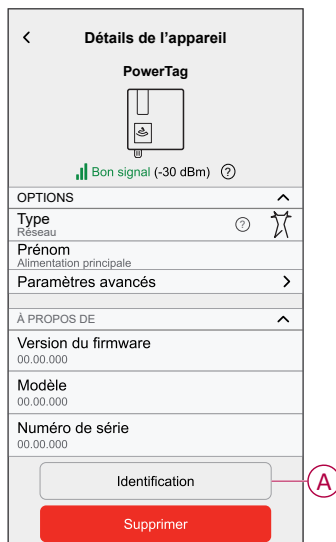 Détails de l'appareil
PowerTag
Bon signal (-30 dBm) ?
OPTIONS
Type
?
Réseau
Prénom
Alimentation principale
Paramètres avancés
À PROPOS DE
Version du firmware
00.00.000
Modèle
00.00.000
Numéro de série
00.00.000
Identification
A
Supprimer